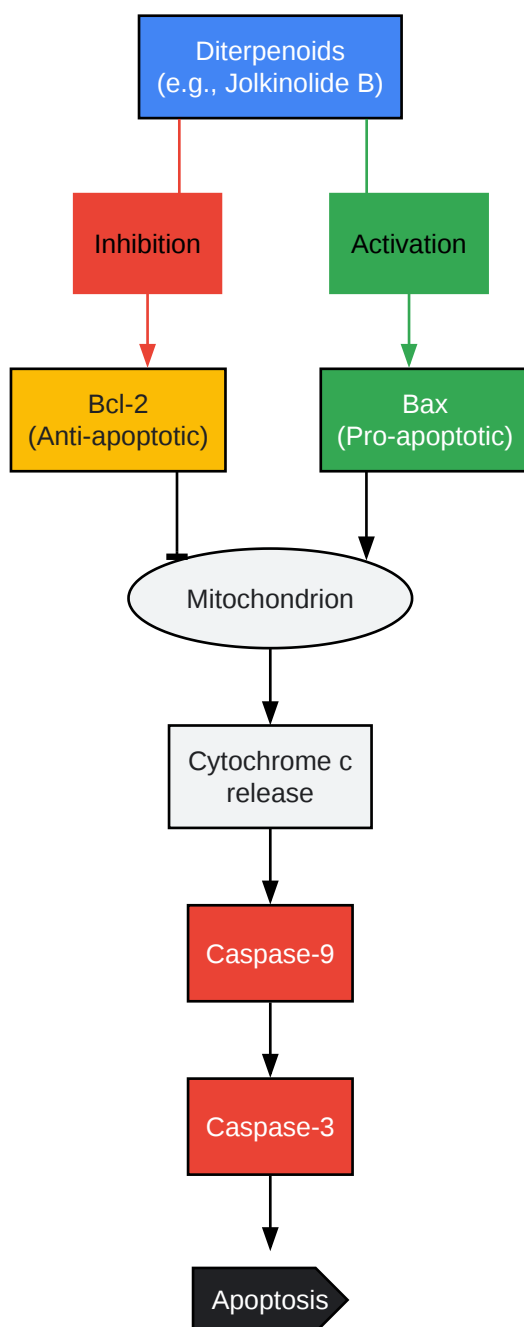 Diterpenoids
(e.g., Jolkinolide B)
Inhibition
Activation
Bcl-2
(Anti-apoptotic)
Bax
(Pro-apoptotic)
Mitochondrion
Cytochrome c
release
Caspase-9
Caspase-3
Apoptosis